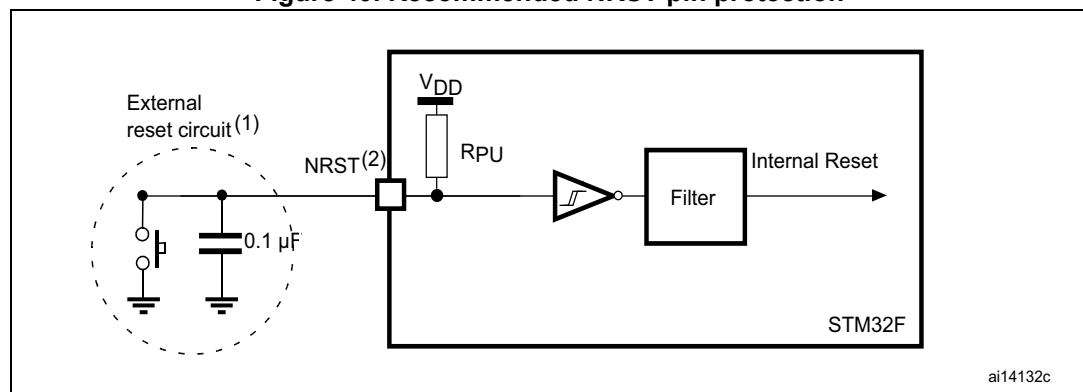 Figure 40. Recommended NRST pin protection
External
reset circuit(1)
NRST(2)
VDD
RPU
0.1 µF
Filter
Internal Reset
STM32F
ai14132c